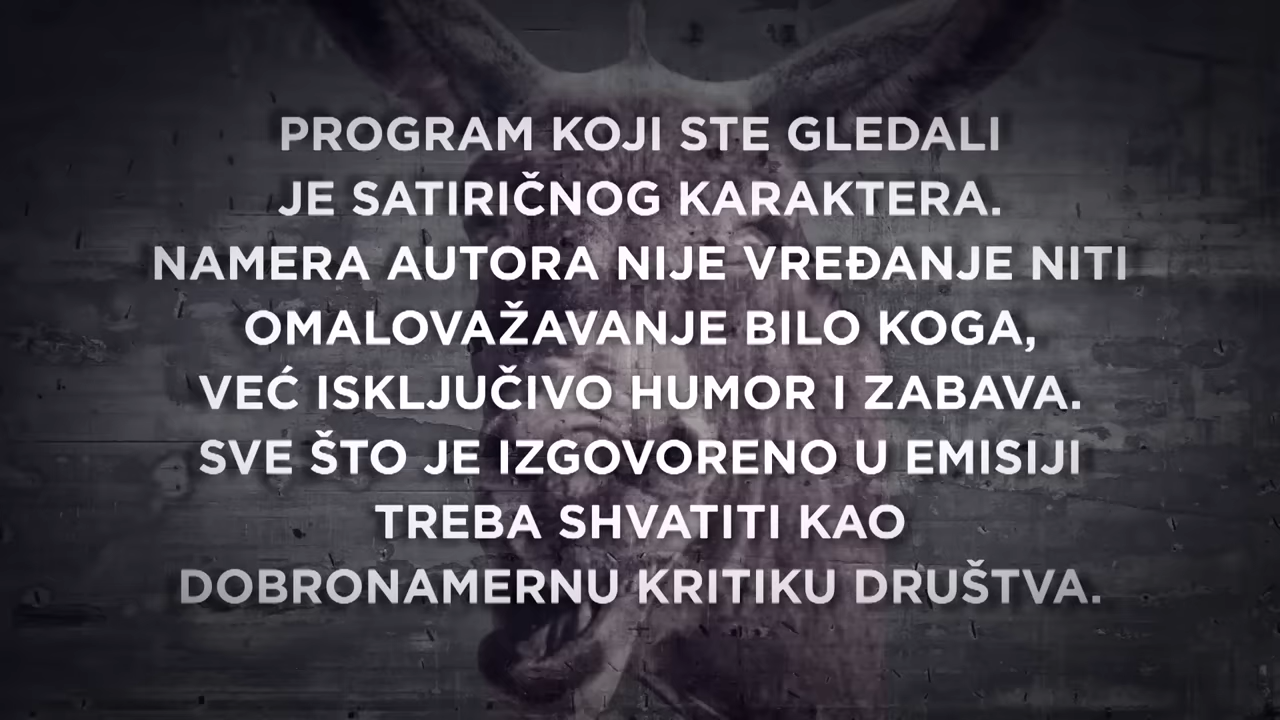 PROGRAM KOJI STE GLEDALI
JE SATIRIČNOG KARAKTERA.
NAMERA AUTORA NIJE VREĐANJE NITI
OMALOVAŽAVANJE BILO KOGA,
VEĆ ISKLJUČIVO HUMOR I ZABAVA.
SVE ŠTO JE IZGOVORENO U EMISIJI
TREBA SHVATITI KAO
DOBRONAMERNU KRITIKU DRUŠTVA.